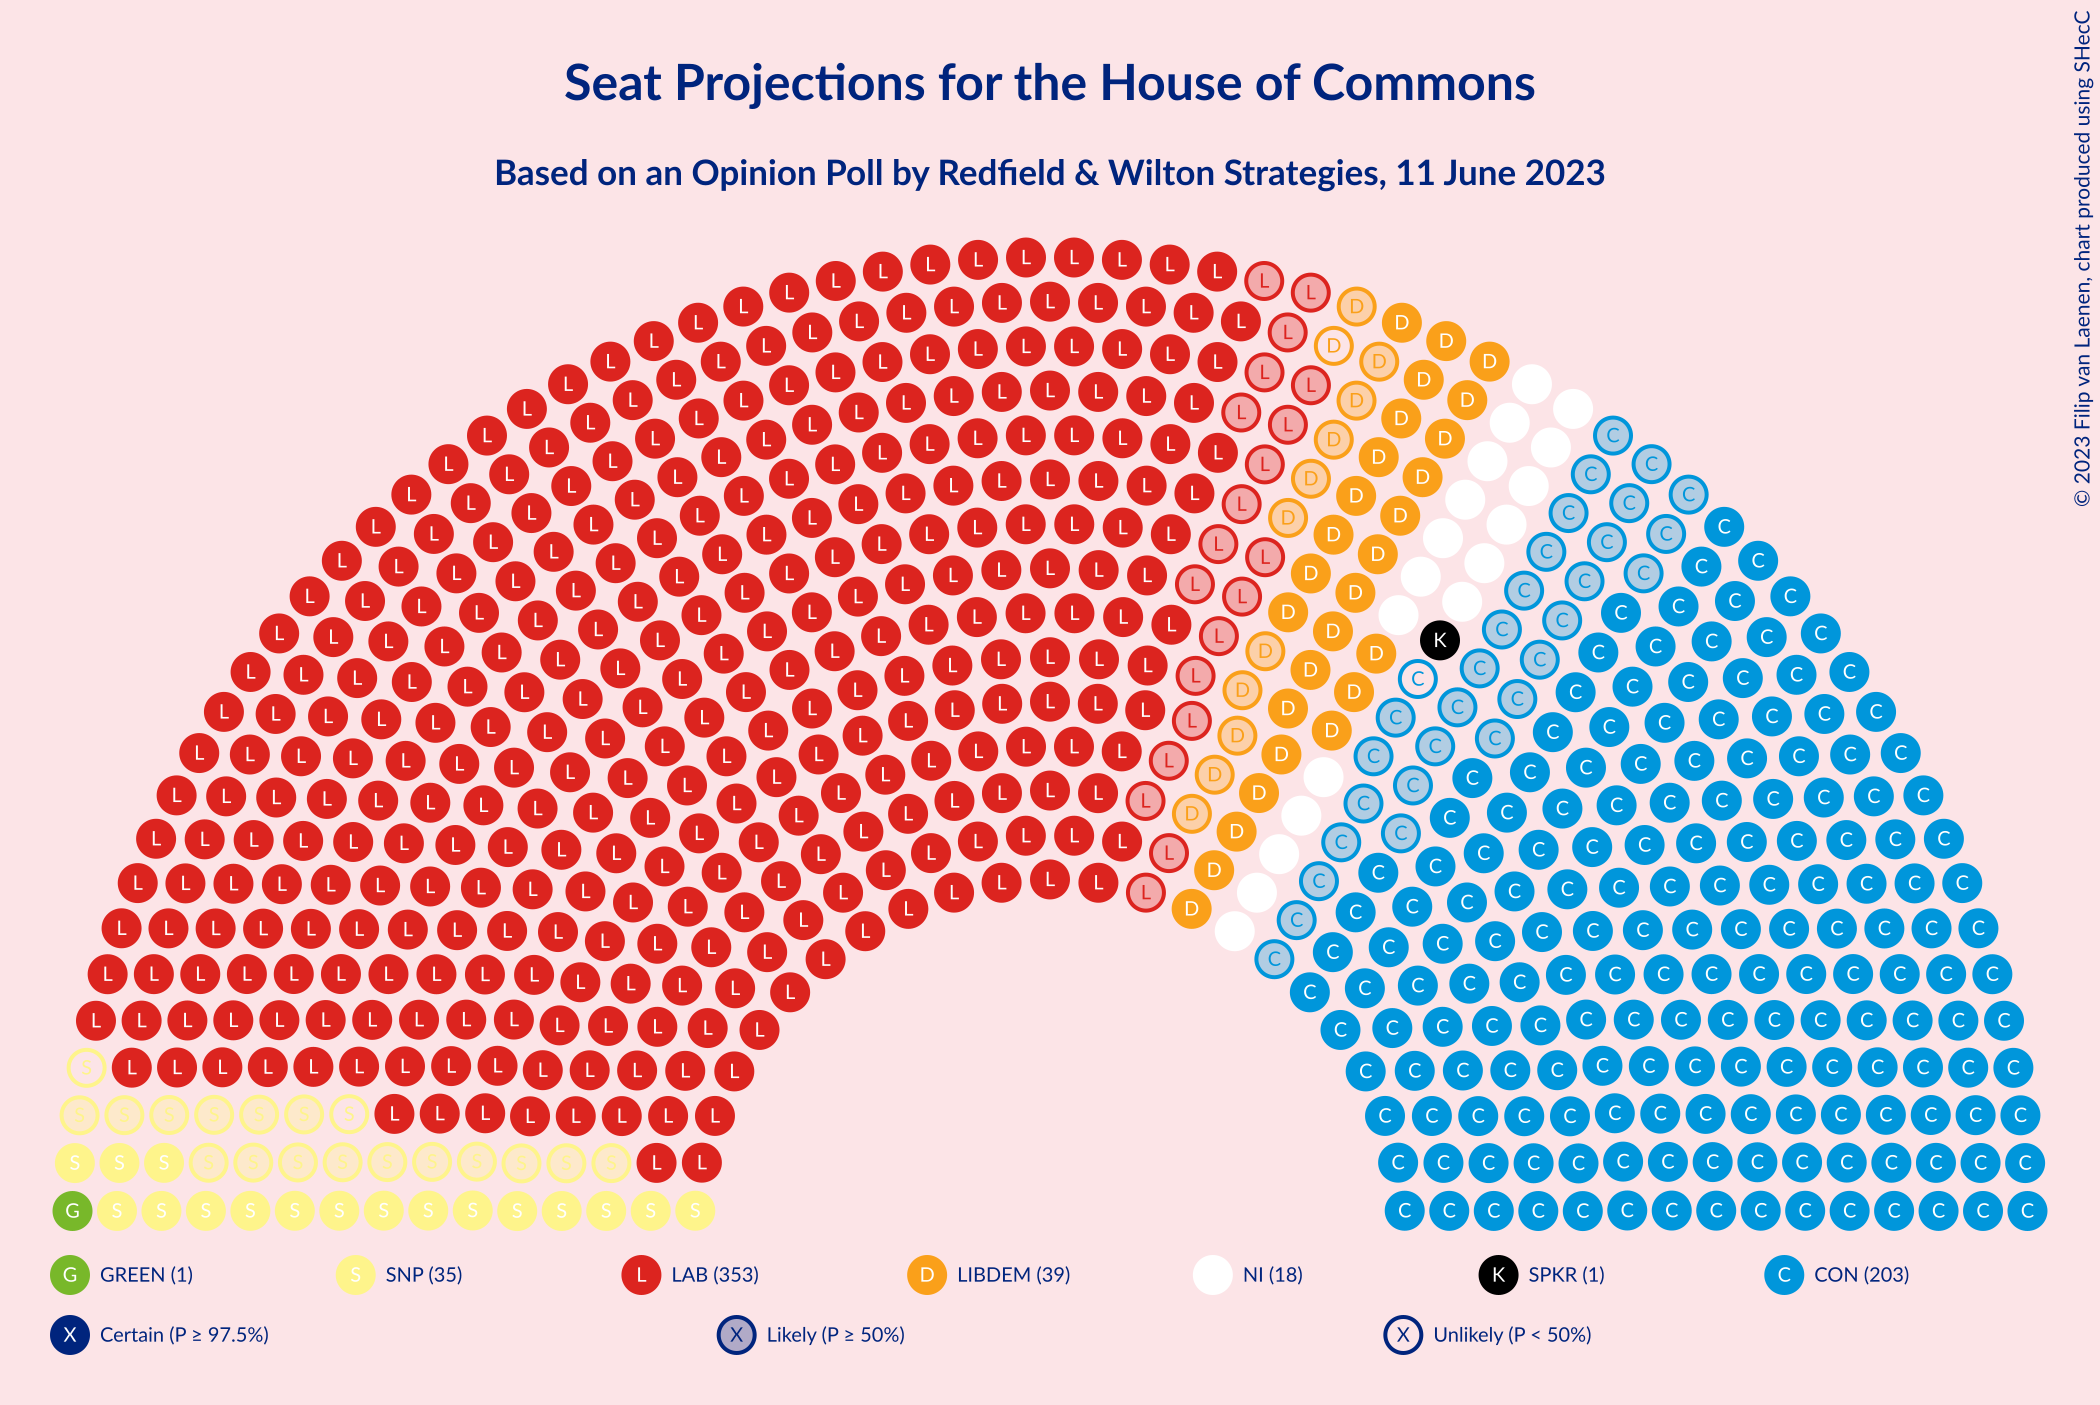 Seat Projections for the House of Commons
Based on an Opinion Poll by Redfield & Wilton Strategies, 11 June 2023
© 2023 Filip van Laenen, chart produced using SHecC
G GREEN (1)
S SNP (35)
L LAB (353)
D LIBDEM (39)
NI (18)
K SPKR (1)
C CON (203)
X Certain (P ≥ 97.5%)
X Likely (P ≥ 50%)
X Unlikely (P < 50%)